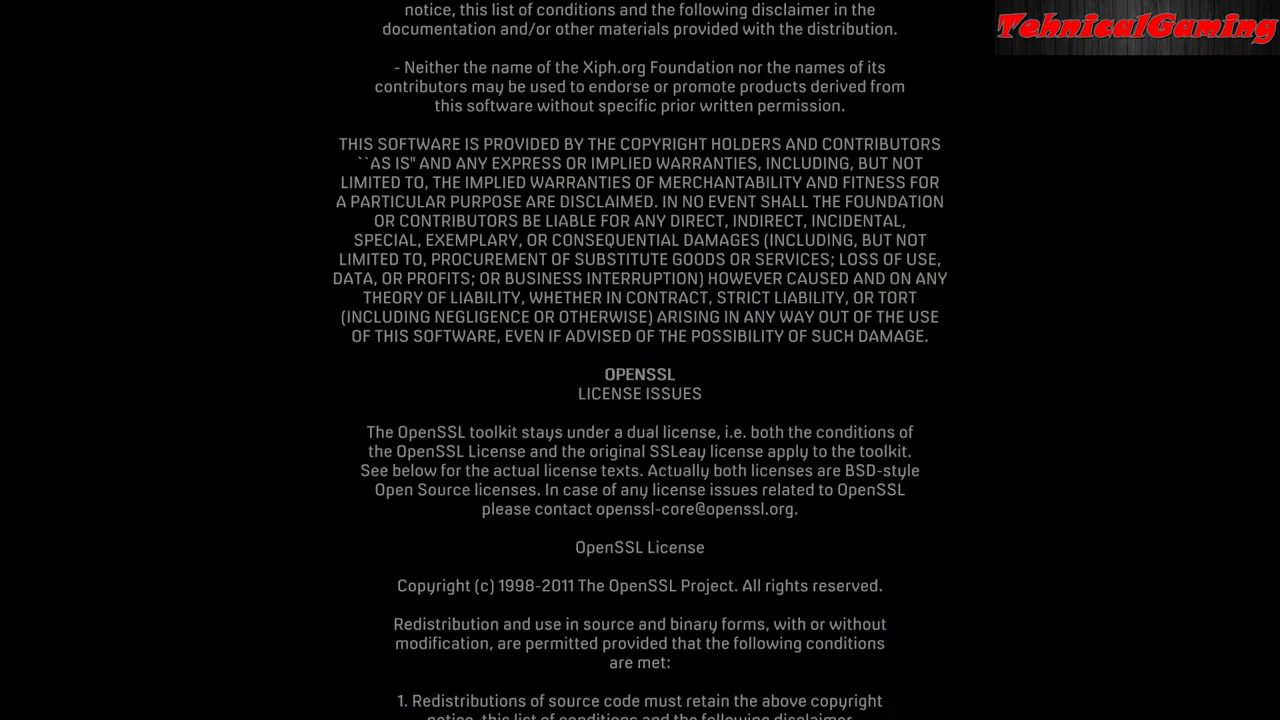 notice, this list of conditions and the following disclaimer in the
documentation and/or other materials provided with the distribution.
TehnicalGaming
- Neither the name of the Xiph.org Foundation nor the names of its
contributors may be used to endorse or promote products derived from
this software without specific prior written permission.
THIS SOFTWARE IS PROVIDED BY THE COPYRIGHT HOLDERS AND CONTRIBUTORS
``AS IS'' AND ANY EXPRESS OR IMPLIED WARRANTIES, INCLUDING, BUT NOT
LIMITED TO, THE IMPLIED WARRANTIES OF MERCHANTABILITY AND FITNESS FOR
A PARTICULAR PURPOSE ARE DISCLAIMED. IN NO EVENT SHALL THE FOUNDATION
OR CONTRIBUTORS BE LIABLE FOR ANY DIRECT, INDIRECT, INCIDENTAL,
SPECIAL, EXEMPLARY, OR CONSEQUENTIAL DAMAGES (INCLUDING, BUT NOT
LIMITED TO, PROCUREMENT OF SUBSTITUTE GOODS OR SERVICES; LOSS OF USE,
DATA, OR PROFITS; OR BUSINESS INTERRUPTION) HOWEVER CAUSED AND ON ANY
THEORY OF LIABILITY, WHETHER IN CONTRACT, STRICT LIABILITY, OR TORT
(INCLUDING NEGLIGENCE OR OTHERWISE) ARISING IN ANY WAY OUT OF THE USE
OF THIS SOFTWARE, EVEN IF ADVISED OF THE POSSIBILITY OF SUCH DAMAGE.
OPENSSL
LICENSE ISSUES
The OpenSSL toolkit stays under a dual license, i.e. both the conditions of
the OpenSSL License and the original SSLeay license apply to the toolkit.
See below for the actual license texts. Actually both licenses are BSD-style
Open Source licenses. In case of any license issues related to OpenSSL
please contact openssl-core@openssl.org.
OpenSSL License
Copyright (c) 1998-2011 The OpenSSL Project. All rights reserved.
Redistribution and use in source and binary forms, with or without
modification, are permitted provided that the following conditions
are met:
1. Redistributions of source code must retain the above copyright
notice, this list of conditions and the following disclaimer